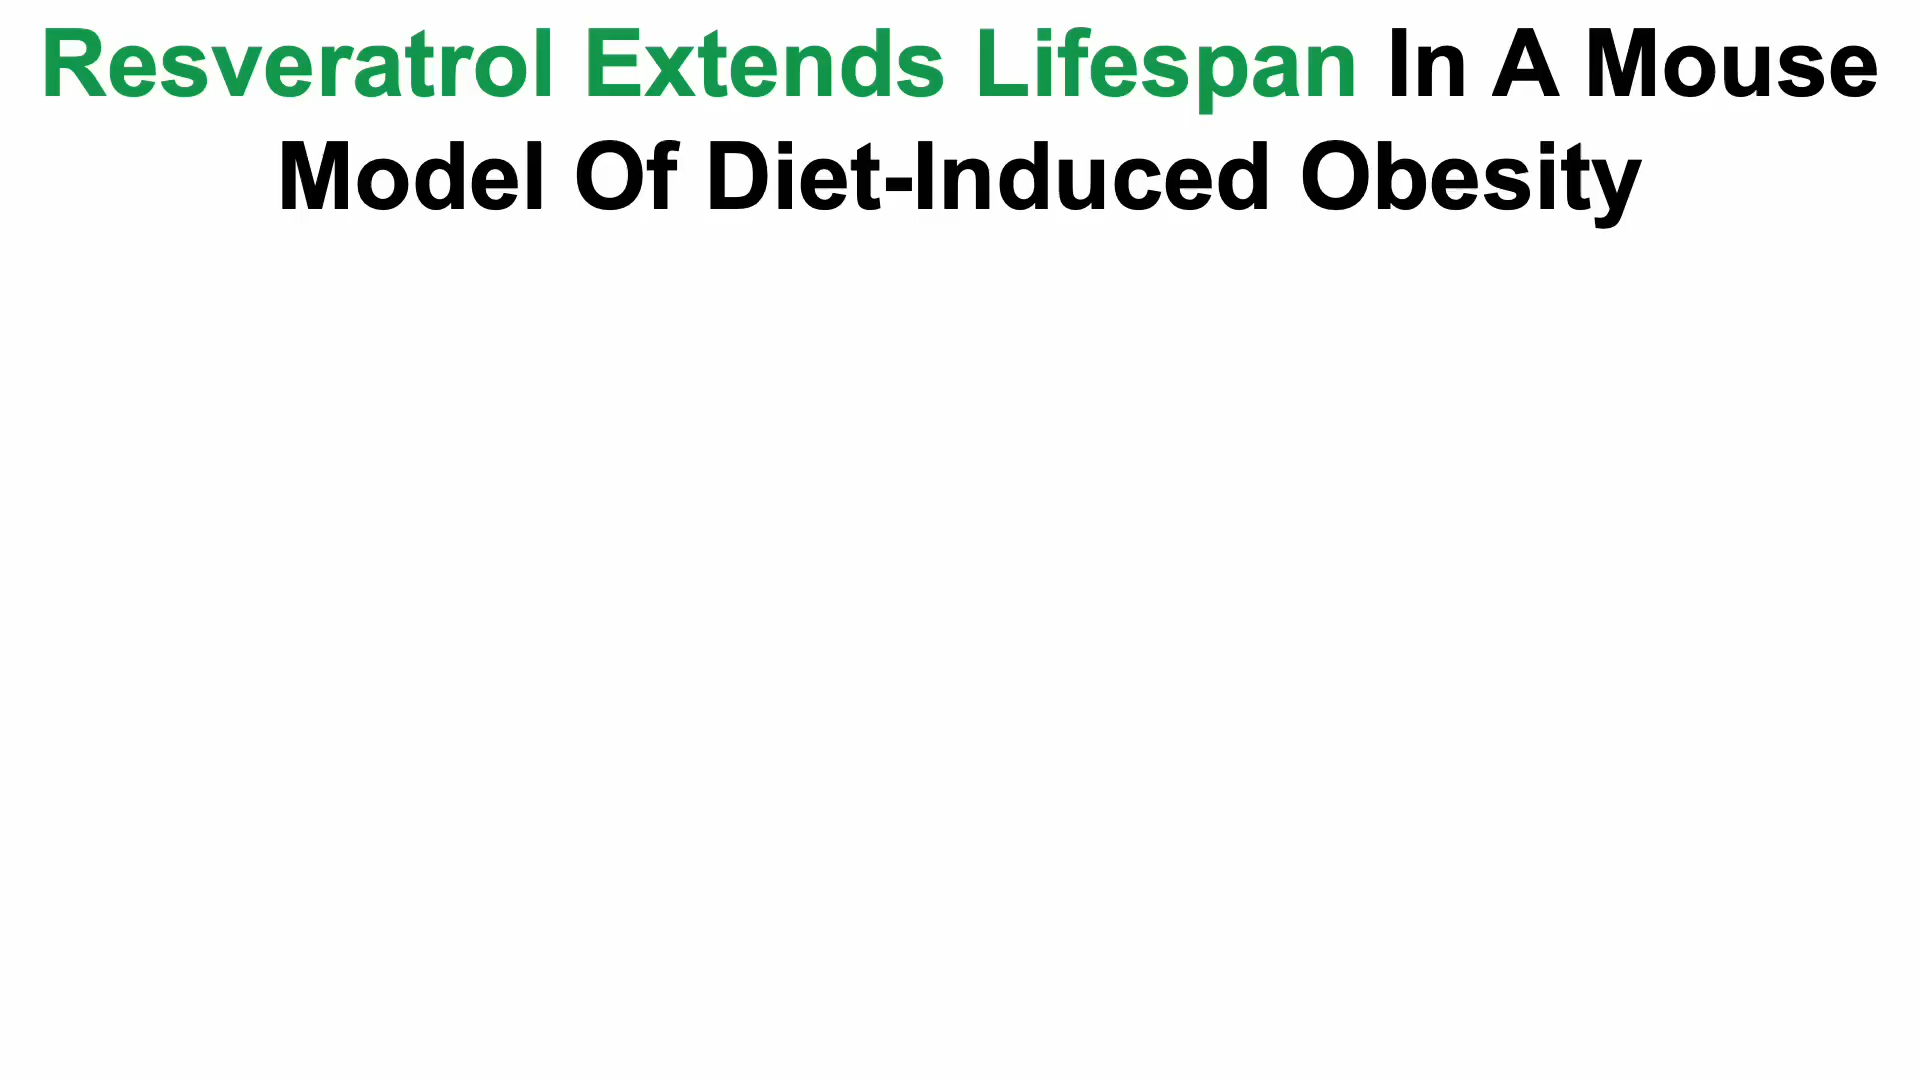 Resveratrol Extends Lifespan In A Mouse
Model Of Diet-Induced Obesity